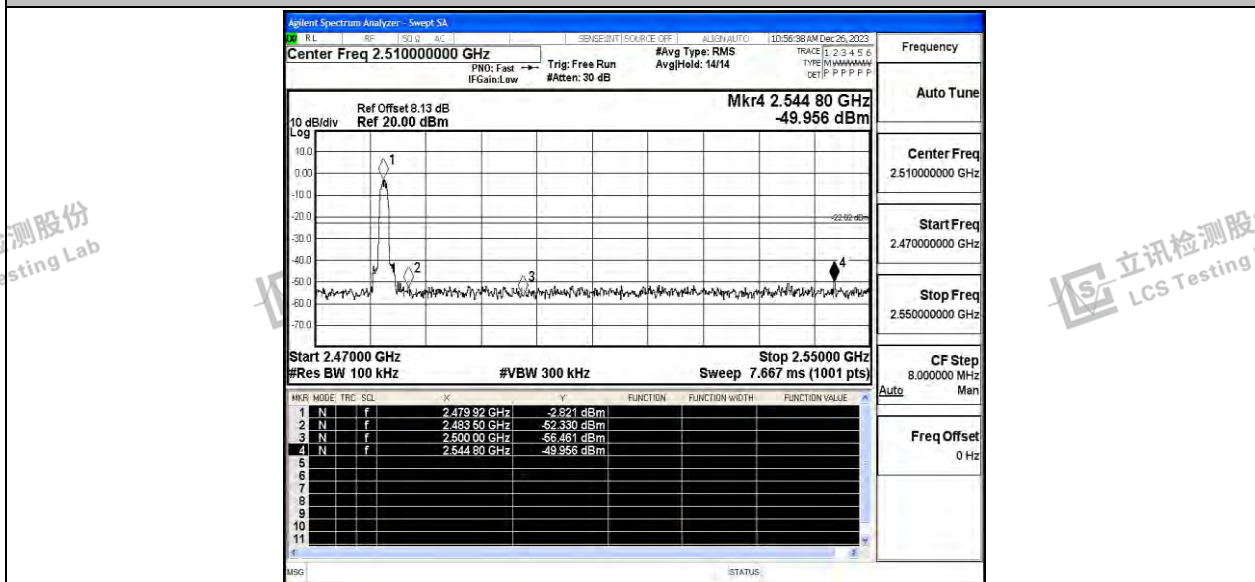 Agilent Spectrum Analyzer - Swept SA
RL RF 50 Ω AC SENSE:INT SOURCE OFF ALIGN AUTO 10:56:38 AM Dec 26, 2023
Center Freq 2.510000000 GHz
PNO: Fast
IFGain:Low
Trig: Free Run
#Atten: 30 dB
#Avg Type: RMS
Avg|Hold: 14/14
TRACE 1 2 3 4 5 6
TYPE M WWWWW
DET P P P P P P
Frequency
Auto Tune
Center Freq
2.510000000 GHz
Start Freq
2.470000000 GHz
Stop Freq
2.550000000 GHz
CF Step
8.000000 MHz
Auto Man
Freq Offset
0 Hz
Ref Offset 8.13 dB
10 dB/div Ref 20.00 dBm
Log
Mkr4 2.544 80 GHz
-49.956 dBm
10.0
0.00
-10.0
-20.0
-30.0
-40.0
-50.0
-60.0
-70.0
1
2
3
4
Start 2.47000 GHz Stop 2.55000 GHz
#Res BW 100 kHz #VBW 300 kHz Sweep 7.667 ms (1001 pts)
MKR MODE TRC SCL X Y FUNCTION FUNCTION WIDTH FUNCTION VALUE
1 N f 2.479 92 GHz -2.821 dBm
2 N f 2.483 50 GHz -52.330 dBm
3 N f 2.500 00 GHz -56.461 dBm
4 N f 2.544 80 GHz -49.956 dBm
5
6
7
8
9
10
11
MSG STATUS
测股份
sting Lab
立讯检测股份
LCS Testing